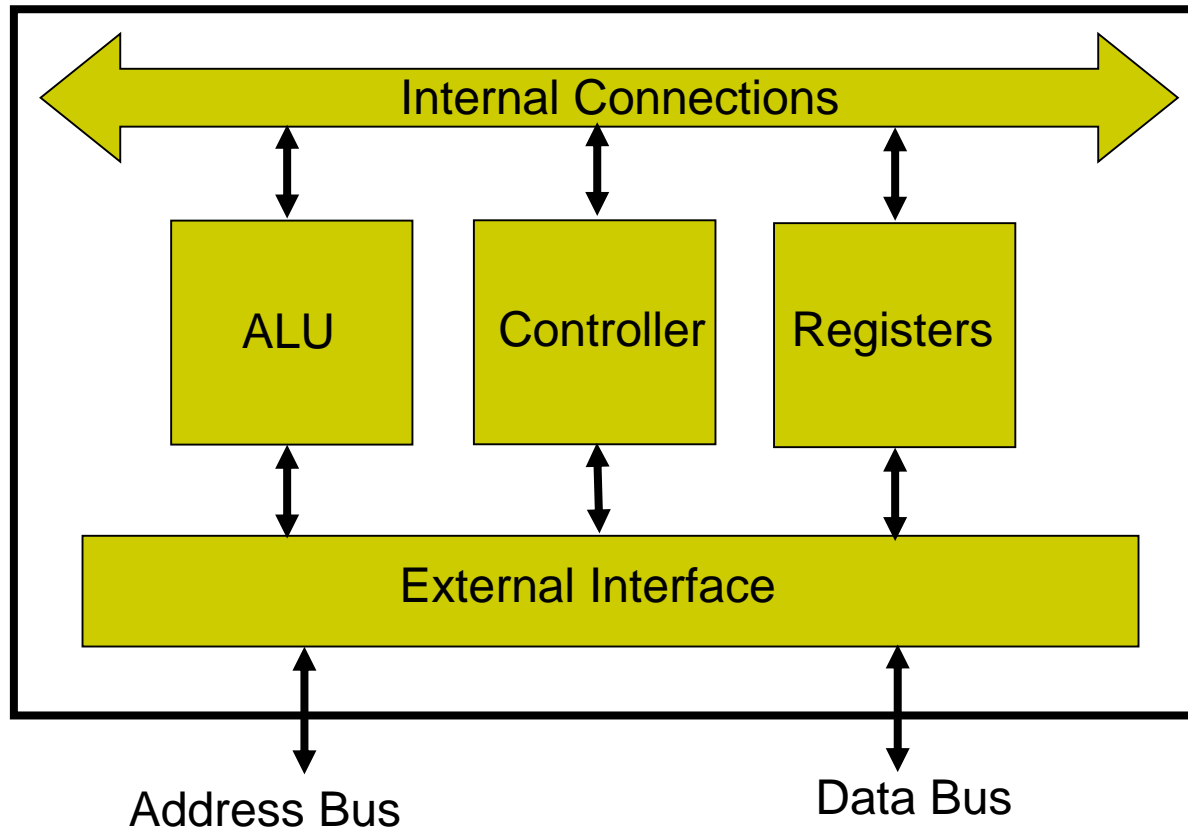 Internal Connections
ALU
Controller
Registers
External Interface
Address Bus
Data Bus